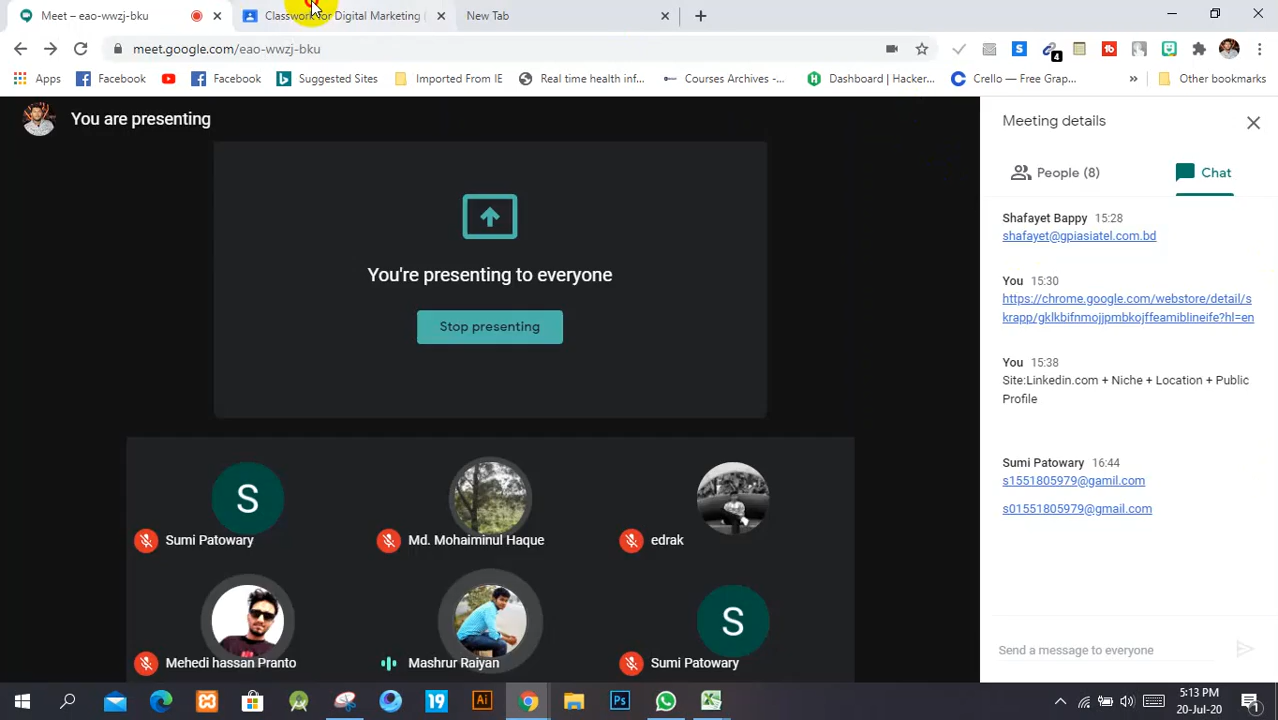 Meet – eao-wwzj-bku
Classwork for Digital Marketing (
New Tab
meet.google.com/eao-wwzj-bku
4
Apps
Facebook
Facebook
Suggested Sites
Imported From IE
Real time health inf...
Courses Archives -...
Dashboard | Hacker...
Crello — Free Grap...
»
Other bookmarks
You are presenting
Meeting details
People (8)
Chat
You're presenting to everyone
Stop presenting
Shafayet Bappy 15:28
shafayet@gpiasiatel.com.bd
You 15:30
https://chrome.google.com/webstore/detail/s
krapp/gklkbifnmojjpmbkojffeamiblineife?hl=en
You 15:38
Site:Linkedin.com + Niche + Location + Public
Profile
Sumi Patowary 16:44
s1551805979@gamil.com
s01551805979@gmail.com
S
Sumi Patowary
Md. Mohaiminul Haque
edrak
S
Mehedi hassan Pranto
Mashrur Raiyan
Sumi Patowary
Send a message to everyone
19
Ai
Ps
5:13 PM
20-Jul-20
1